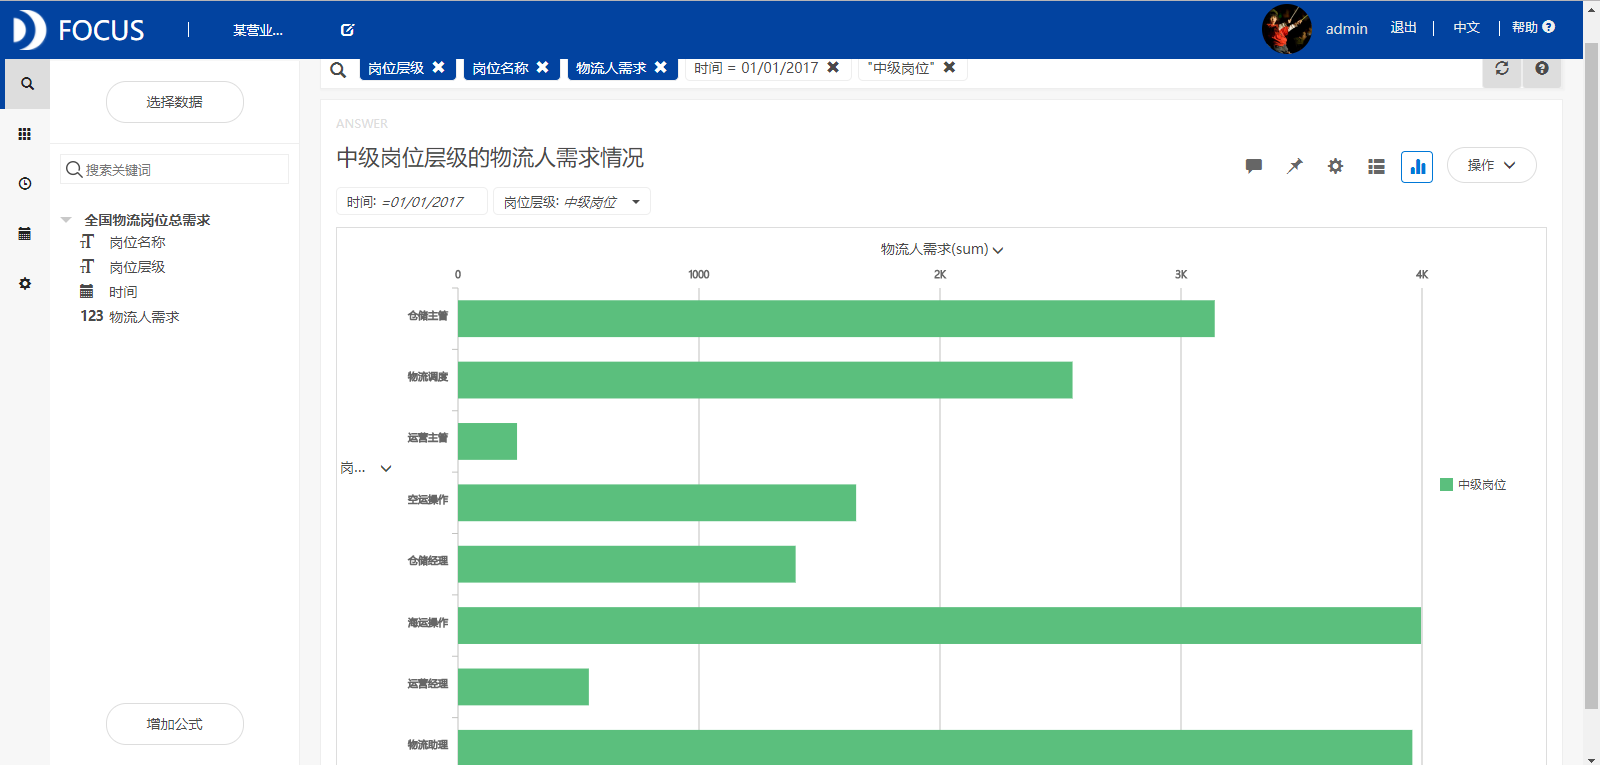 FOCUS
某营业...
admin
退出
中文
帮助
岗位层级
岗位名称
物流人需求
时间 = 01/01/2017
"中级岗位"
选择数据
搜索关键词
全国物流岗位总需求
岗位名称
岗位层级
时间
123 物流人需求
增加公式
ANSWER
中级岗位层级的物流人需求情况
操作
时间: =01/01/2017
岗位层级: 中级岗位
物流人需求(sum)
0 1000 2K 3K 4K
仓储主管
物流调度
运营主管
岗...
空运操作
仓储经理
海运操作
运营经理
物流助理
中级岗位